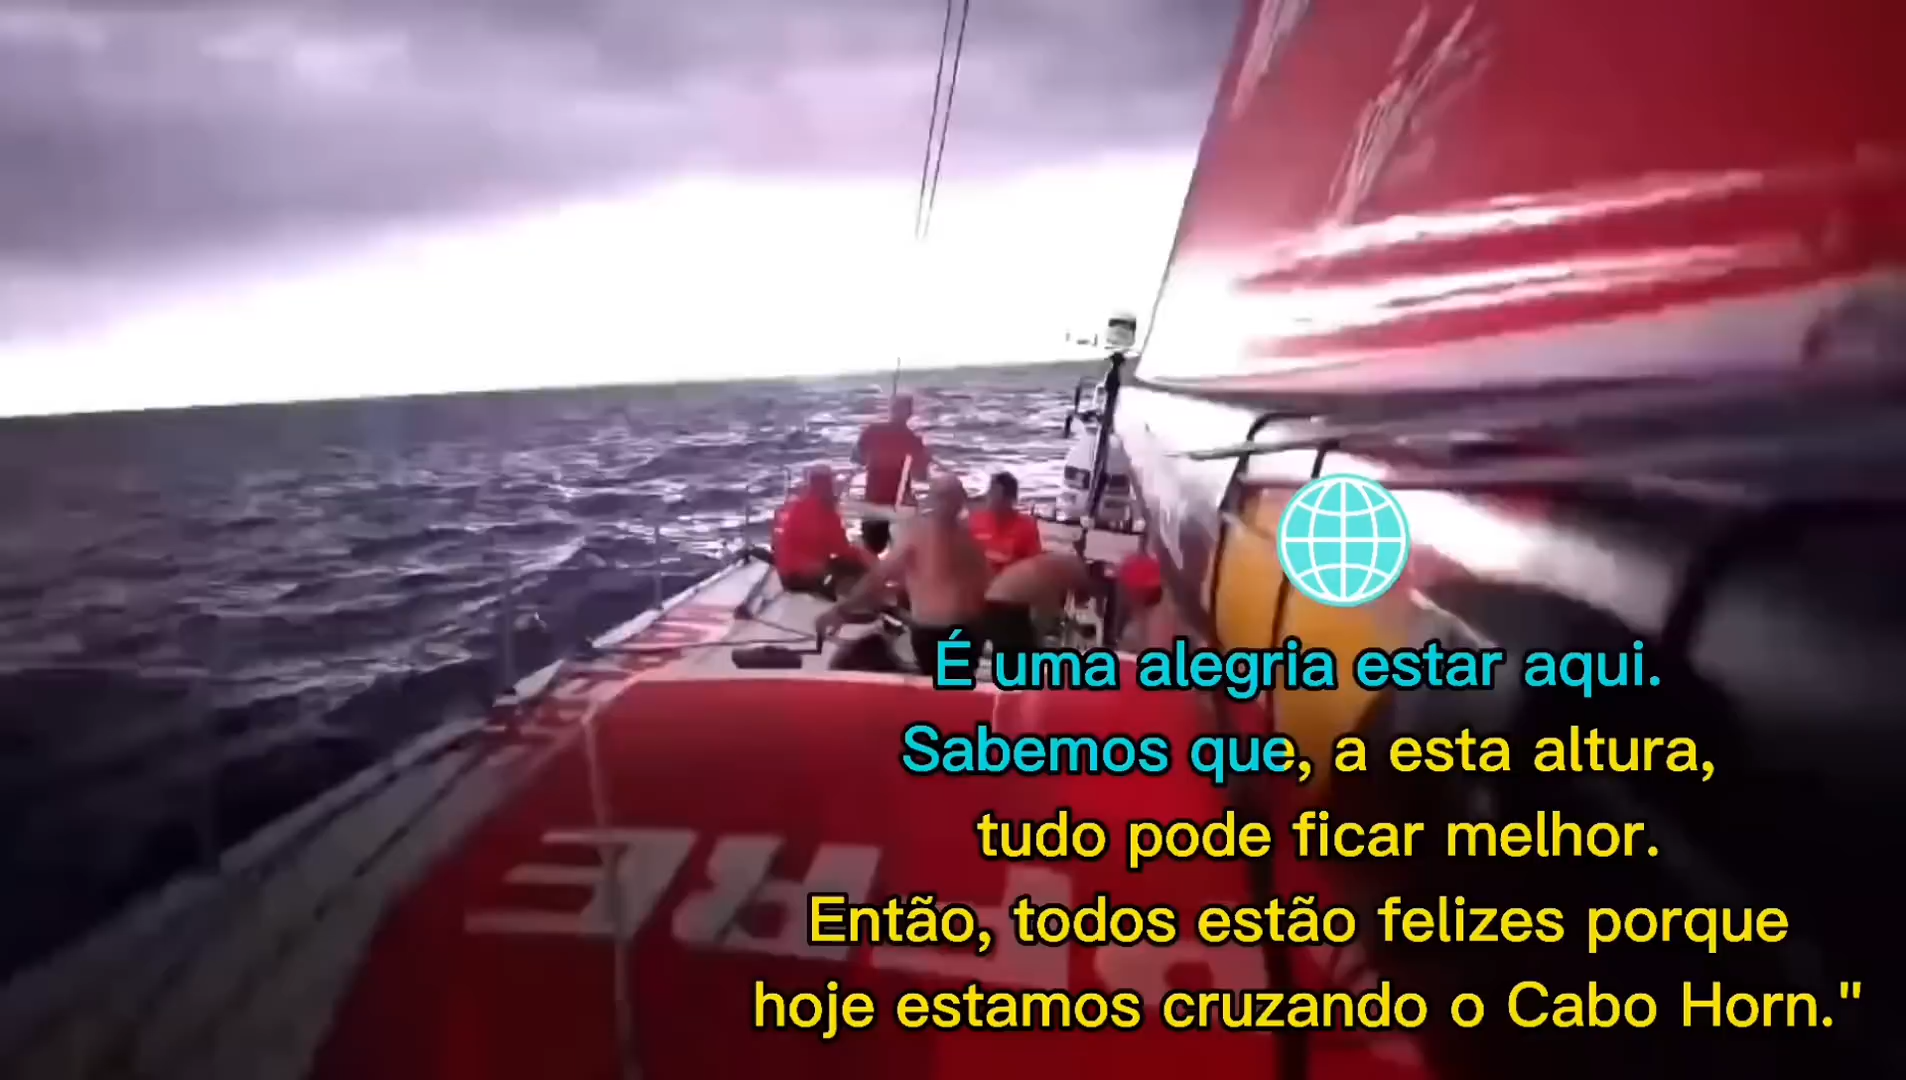 É uma alegria estar aqui.
Sabemos que, a esta altura,
tudo pode ficar melhor.
Então, todos estão felizes porque
hoje estamos cruzando o Cabo Horn."